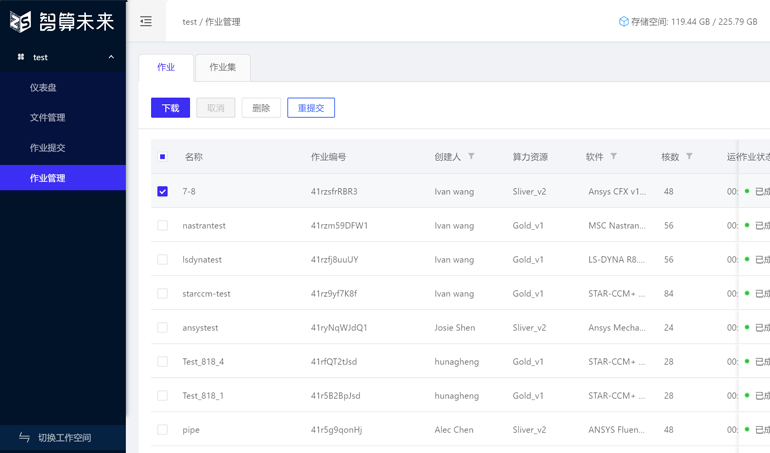 智算未来
test / 作业管理
存储空间: 119.44 GB / 225.79 GB
test
仪表盘
文件管理
作业提交
作业管理
切换工作空间
作业 作业集
下载 取消 删除 重提交
名称 作业编号 创建人 算力资源 软件 核数 运 作业状态
7-8 41rzsfrRBR3 Ivan wang Sliver_v2 Ansys CFX v1... 48 00: 已成
nastrantest 41rzm59DFW1 Ivan wang Gold_v1 MSC Nastran... 56 00: 已成
lsdynatest 41rzfj8uuUY Ivan wang Gold_v1 LS-DYNA R8.... 56 00: 已成
starccm-test 41rz9yf7K8f Ivan wang Gold_v1 STAR-CCM+ ... 84 00: 已成
ansystest 41ryNqWJdQ1 Josie Shen Sliver_v2 Ansys Mecha... 24 00: 已成
Test_818_4 41rfQT2tJsd hunagheng Gold_v1 STAR-CCM+ ... 28 00: 已成
Test_818_1 41r5B2BpJsd hunagheng Gold_v1 STAR-CCM+ ... 28 00: 已成
pipe 41r5g9qonHj Alec Chen Sliver_v2 ANSYS Fluen... 48 00: 已成